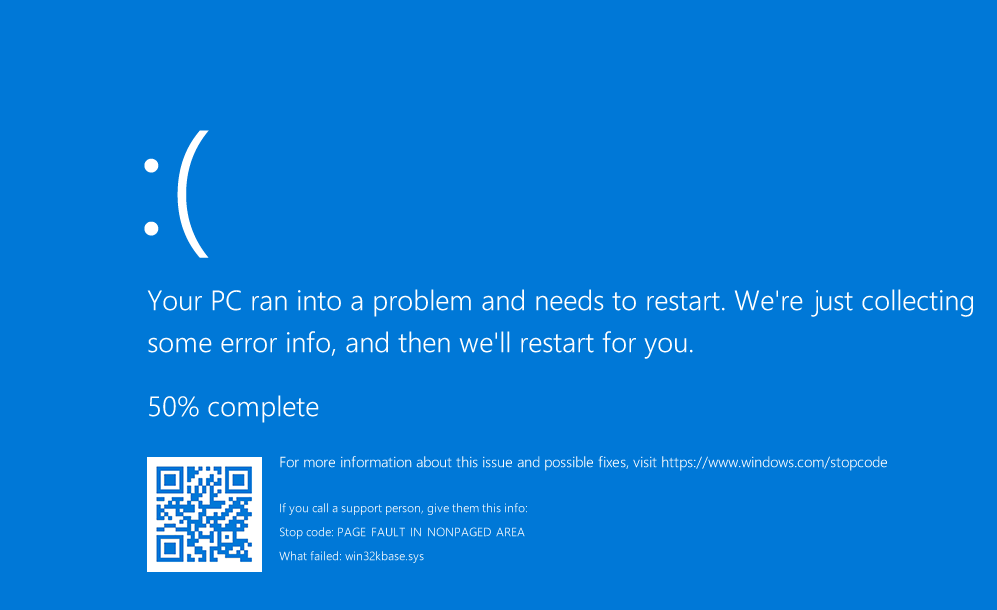 :(
Your PC ran into a problem and needs to restart. We're just collecting
some error info, and then we'll restart for you.
50% complete
For more information about this issue and possible fixes, visit https://www.windows.com/stopcode
If you call a support person, give them this info:
Stop code: PAGE FAULT IN NONPAGED AREA
What failed: win32kbase.sys